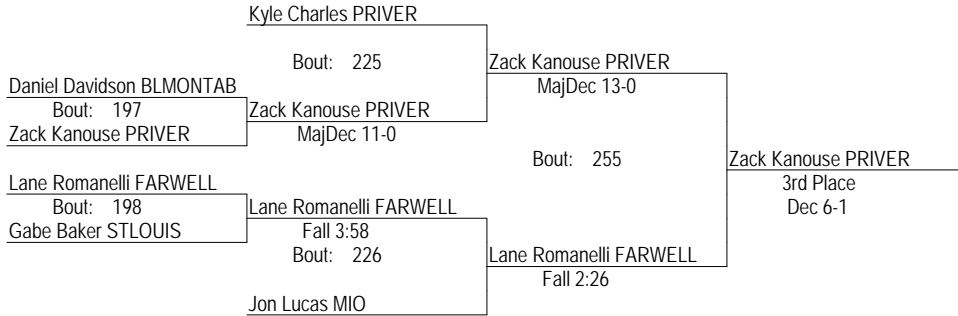 Kyle Charles PRIVER
Bout: 225
Zack Kanouse PRIVER
MajDec 13-0
Daniel Davidson BLMONTAB
Bout: 197
Zack Kanouse PRIVER
Zack Kanouse PRIVER
MajDec 11-0
Bout: 255
Zack Kanouse PRIVER
3rd Place
Dec 6-1
Lane Romanelli FARWELL
Bout: 198
Gabe Baker STLOUIS
Lane Romanelli FARWELL
Fall 3:58
Bout: 226
Lane Romanelli FARWELL
Fall 2:26
Jon Lucas MIO